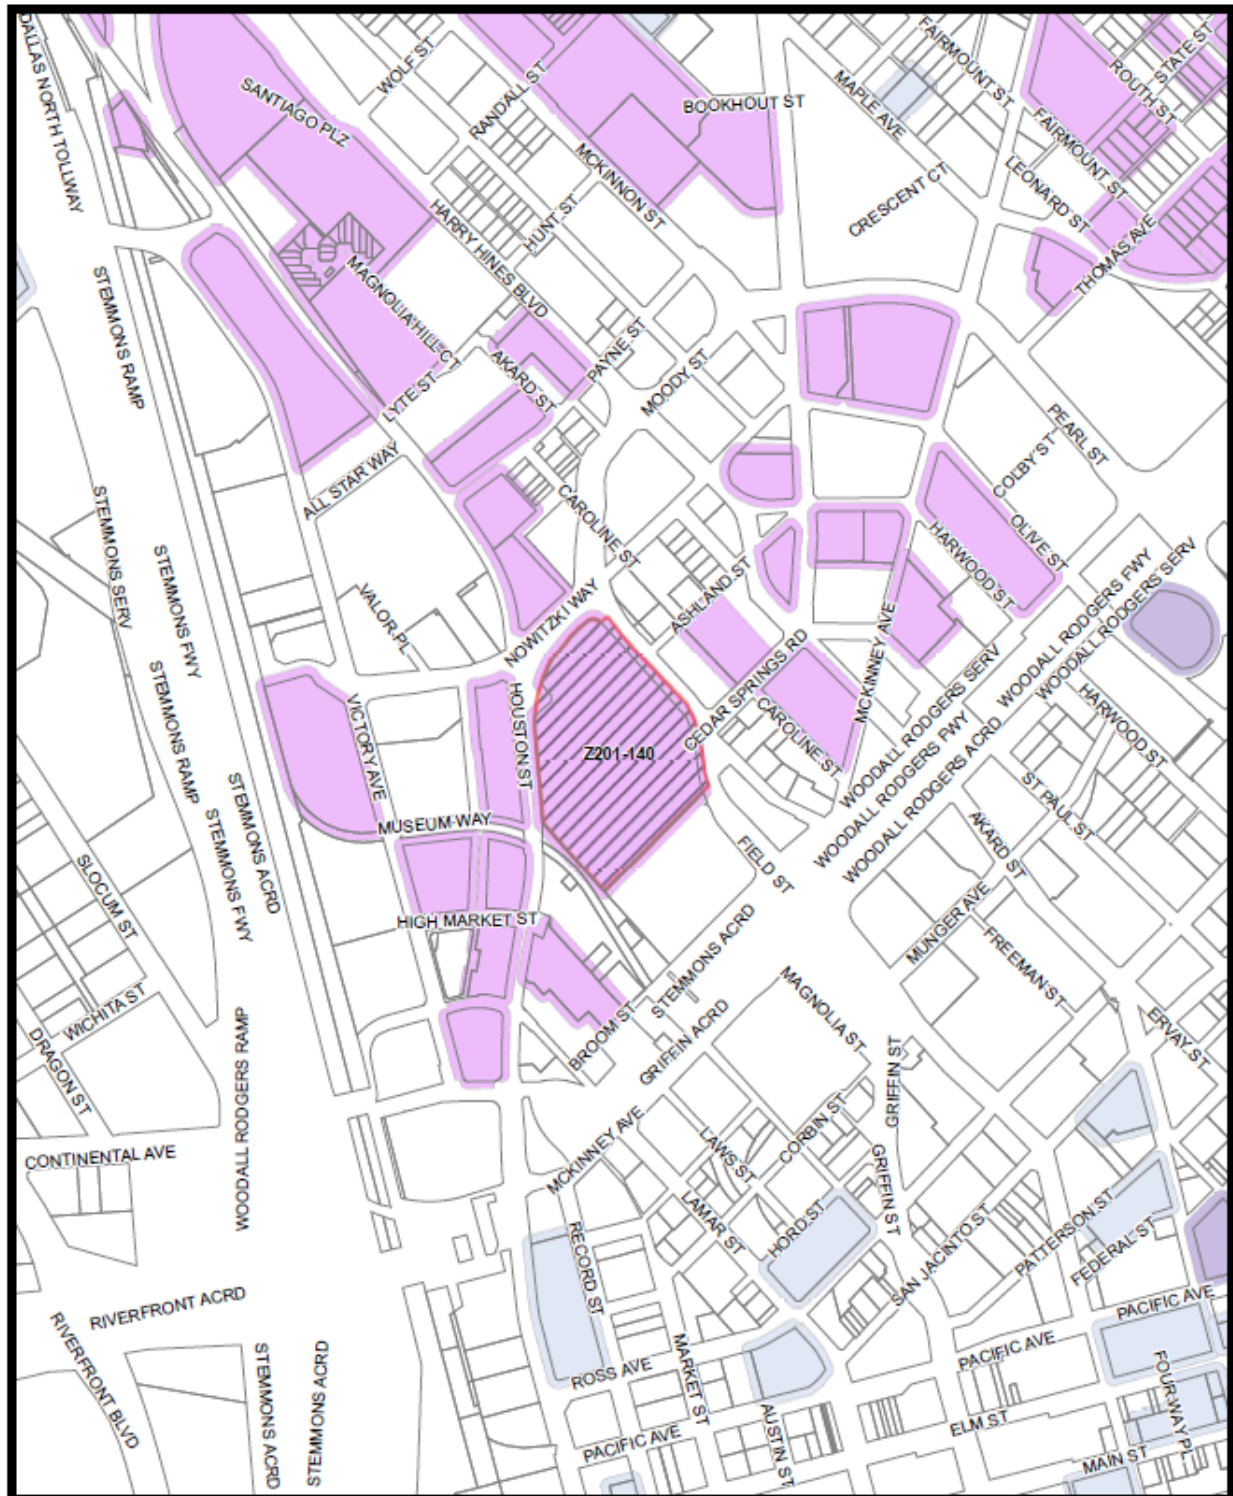 DALLAS NORTH TOLLWAY
SANTIAGO PLZ
WOLF ST
RANDALL ST
BOOKHOUT ST
MAPLE AVE
FAIRMOUNT ST
ROUTH ST
STATE ST
MCKINNON ST
HUNT ST
HARRY HINES BLVD
CRESCENT CT
LEONARD ST
FAIRMOUNT ST
THOMAS AVE
STEMMONS RAMP
MAGNOLIA HILL CT
LYTE ST
AKARD ST
PAYNE ST
MOODY ST
PEARL ST
COLBY ST
ALL STAR WAY
STEMMONS SERV
STEMMONS FWY
CAROLINE ST
ASHLAND ST
HARWOOD ST
OLIVE ST
WOODALL RODGERS FWY
WOODALL RODGERS SERV
VALOR PL
NOWITZKI WAY
STEMMONS RAMP
VICTORY AVE
HOUSTON ST
Z201-140
CEDAR SPRINGS RD
CAROLINE ST
MCKINNEY AVE
WOODALL RODGERS SERV
WOODALL RODGERS FWY
WOODALL RODGERS ACRD
HARWOOD ST
ST PAUL ST
AKARD ST
STEMMONS ACRD
STEMMONS FWY
MUSEUM WAY
FIELD ST
SLOCUM ST
HIGH MARKET ST
MUNGER AVE
FREEMAN ST
WICHITA ST
DRAGON ST
WOODALL RODGERS RAMP
BROOM ST
STEMMONS ACRD
GRIFFIN ACRD
MAGNOLIA ST
GRIFFIN ST
ERVAY ST
CONTINENTAL AVE
MCKINNEY AVE
LAWS ST
CORBIN ST
GRIFFIN ST
LAMAR ST
HORD ST
SAN JACINTO ST
PATTERSON ST
FEDERAL ST
RECORD ST
RIVERFRONT ACRD
RIVERFRONT BLVD
STEMMONS ACRD
STEMMONS ACRD
ROSS AVE
MARKET ST
PACIFIC AVE
PACIFIC AVE
FOUR WAY PL
PACIFIC AVE
AUSTIN ST
ELM ST
MAIN ST